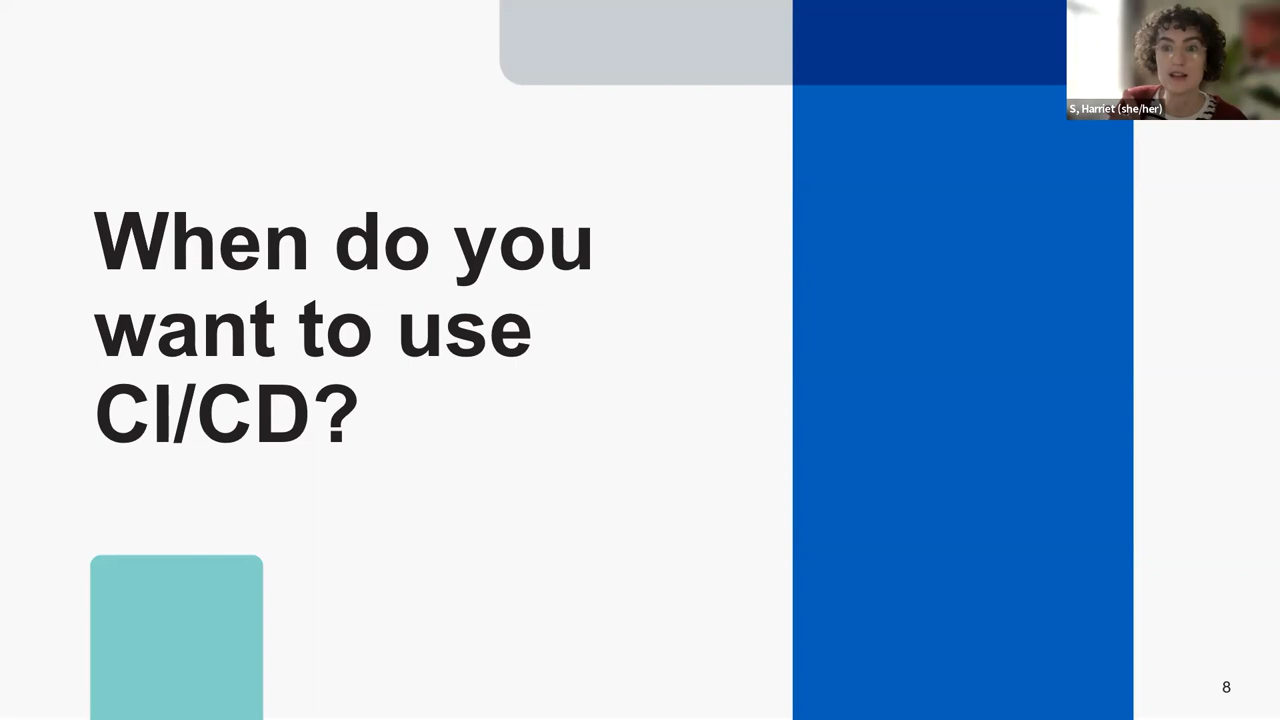 S, Harriet (she/her)
When do you
want to use
CI/CD?
8